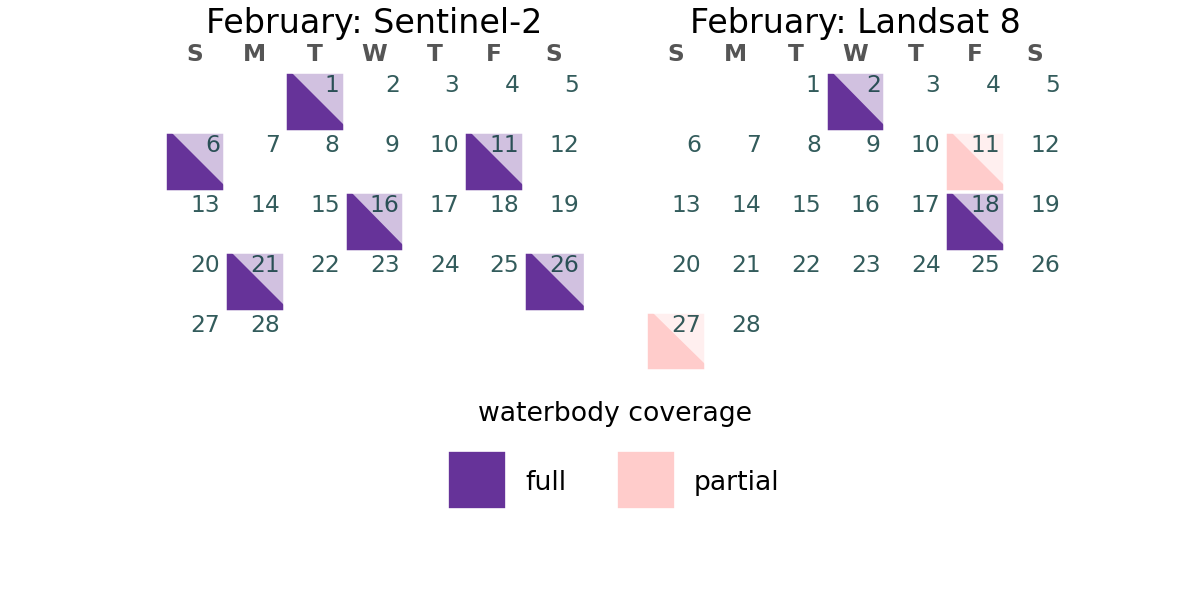 February: Sentinel-2
S M T W T F S
1 2 3 4 5
6 7 8 9 10 11 12
13 14 15 16 17 18 19
20 21 22 23 24 25 26
27 28
February: Landsat 8
S M T W T F S
1 2 3 4 5
6 7 8 9 10 11 12
13 14 15 16 17 18 19
20 21 22 23 24 25 26
27 28
waterbody coverage
full
partial